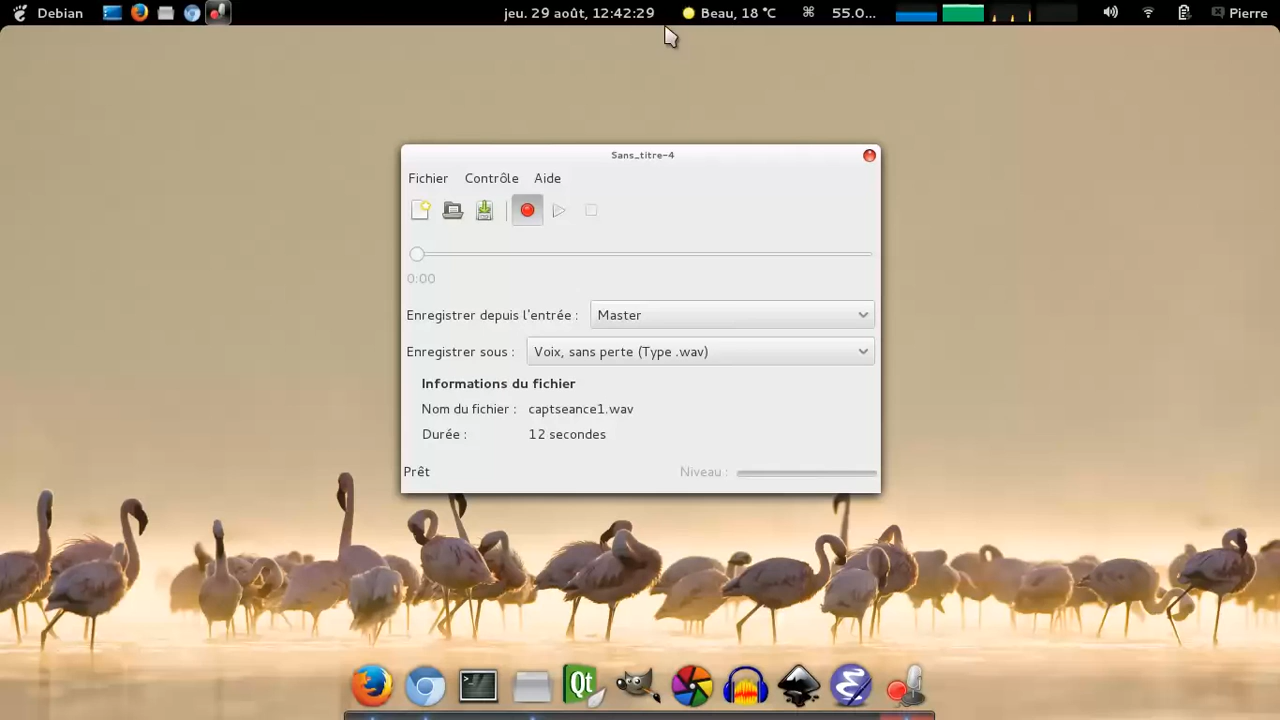 Debian jeu. 29 août, 12:42:29 Beau, 18 °C 55.0... Pierre
Sans_titre-4
Fichier Contrôle Aide
0:00
Enregistrer depuis l'entrée : Master
Enregistrer sous : Voix, sans perte (Type .wav)
Informations du fichier
Nom du fichier : captseance1.wav
Durée : 12 secondes
Prêt Niveau :
Qt